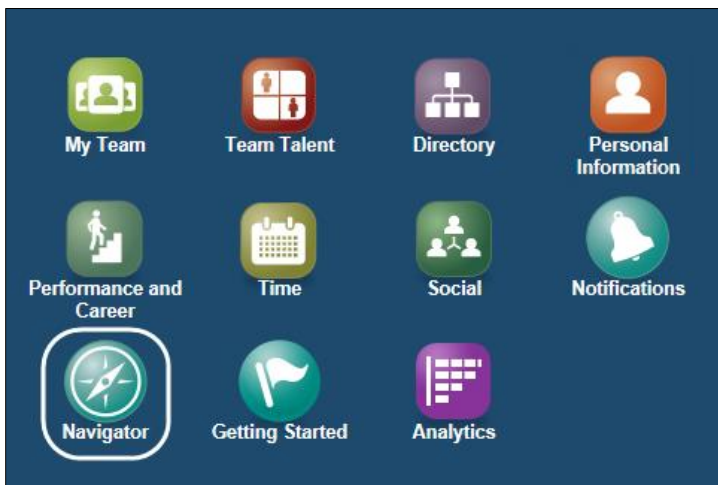 My Team
Team Talent
Directory
Personal
Information
Performance and
Career
Time
Social
Notifications
Navigator
Getting Started
Analytics